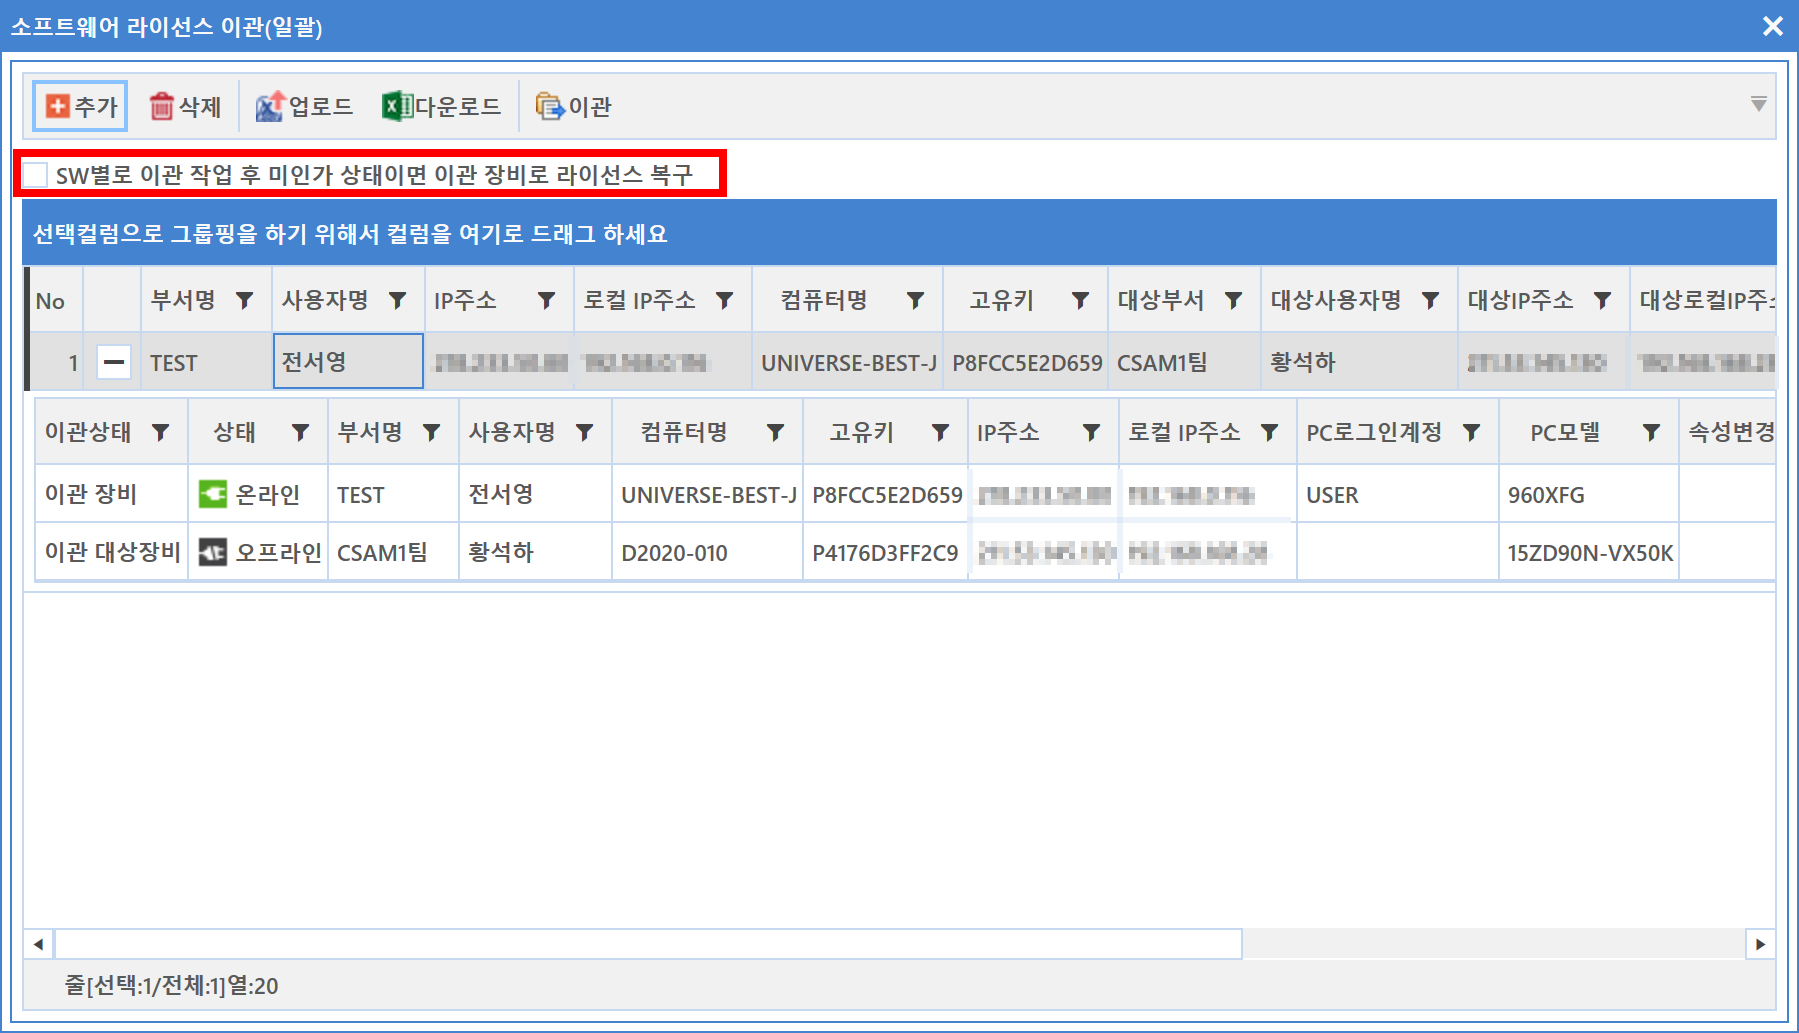 소프트웨어 라이선스 이관(일괄)
추가 삭제 업로드 다운로드 이관
SW별로 이관 작업 후 미인가 상태이면 이관 장비로 라이선스 복구
선택컬럼으로 그룹핑을 하기 위해서 컬럼을 여기로 드래그 하세요
No 부서명 사용자명 IP주소 로컬 IP주소 컴퓨터명 고유키 대상부서 대상사용자명 대상IP주소 대상로컬IP주소
1 TEST 전서영 UNIVERSE-BEST-J P8FCC5E2D659 CSAM1팀 황석하
이관상태 상태 부서명 사용자명 컴퓨터명 고유키 IP주소 로컬 IP주소 PC로그인계정 PC모델 속성변경
이관 장비 온라인 TEST 전서영 UNIVERSE-BEST-J P8FCC5E2D659 USER 960XFG
이관 대상장비 오프라인 CSAM1팀 황석하 D2020-010 P4176D3FF2C9 15ZD90N-VX50K
줄[선택:1/전체:1]열:20